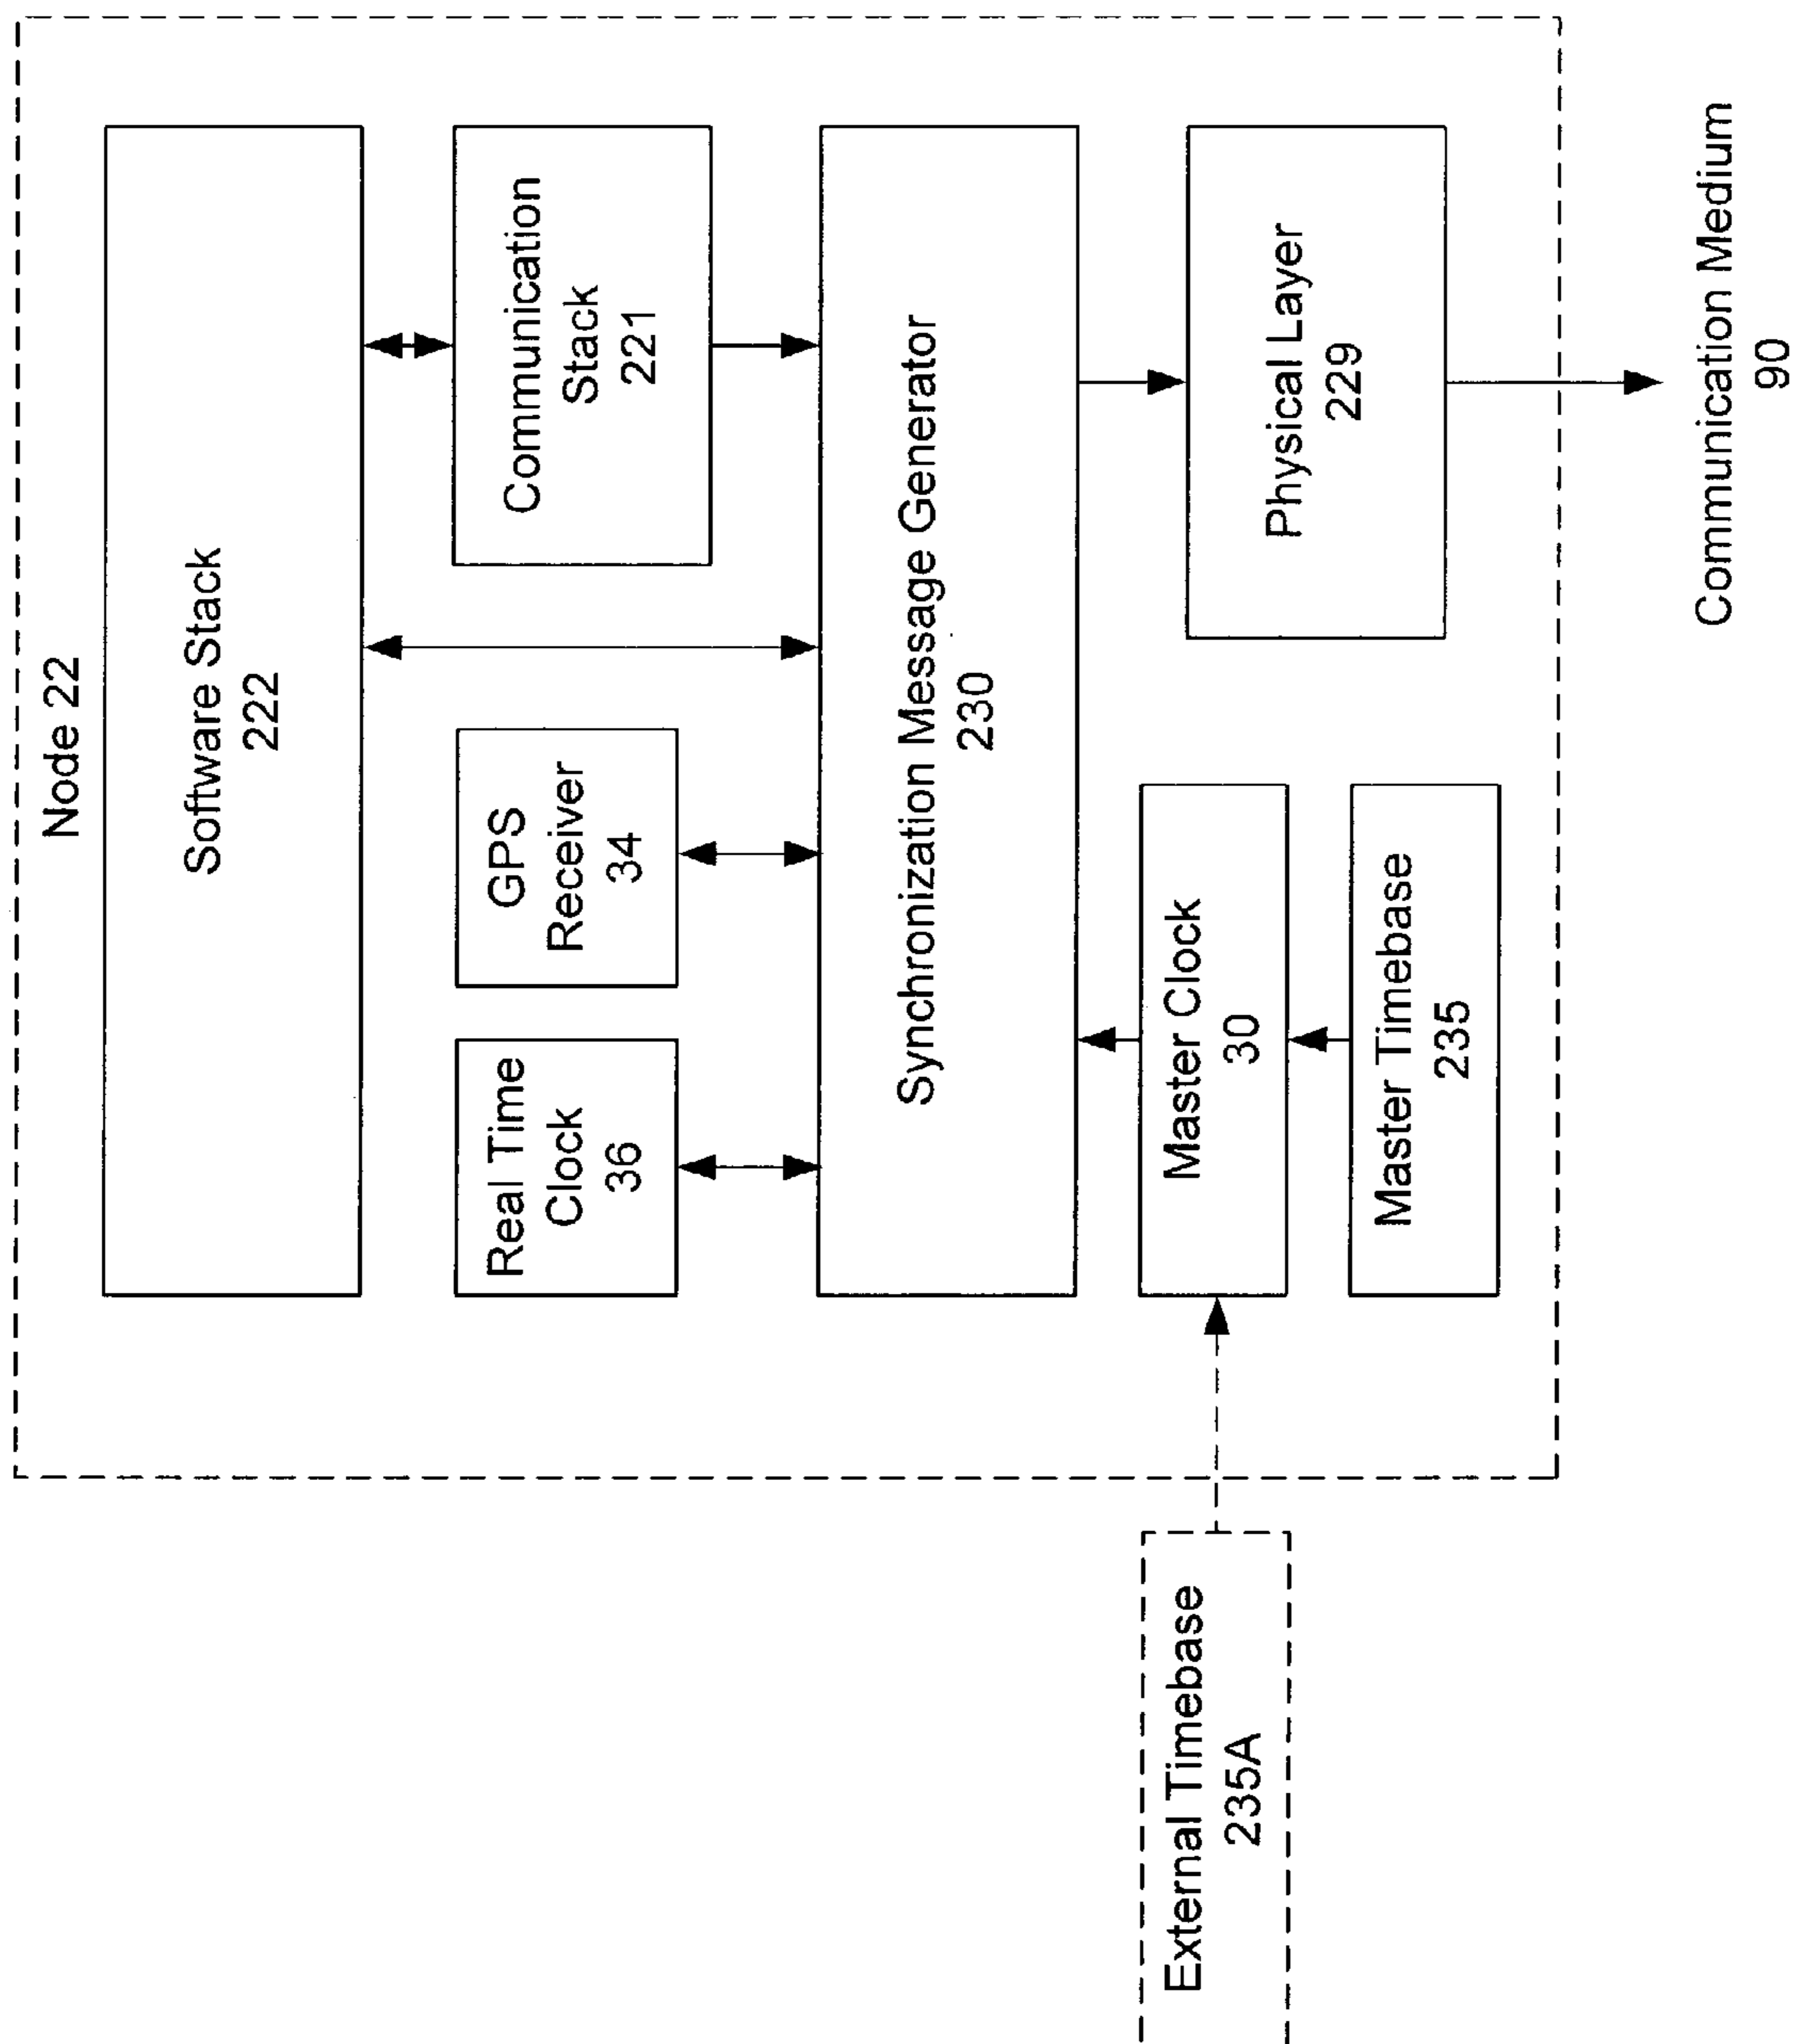 Node 22
Software Stack
222
Real Time
Clock
36
GPS
Receiver
34
Communication
Stack
221
Synchronization Message Generator
230
External Timebase
235A
Master Clock
30
Master Timebase
235
Physical Layer
229
Communication Medium
90